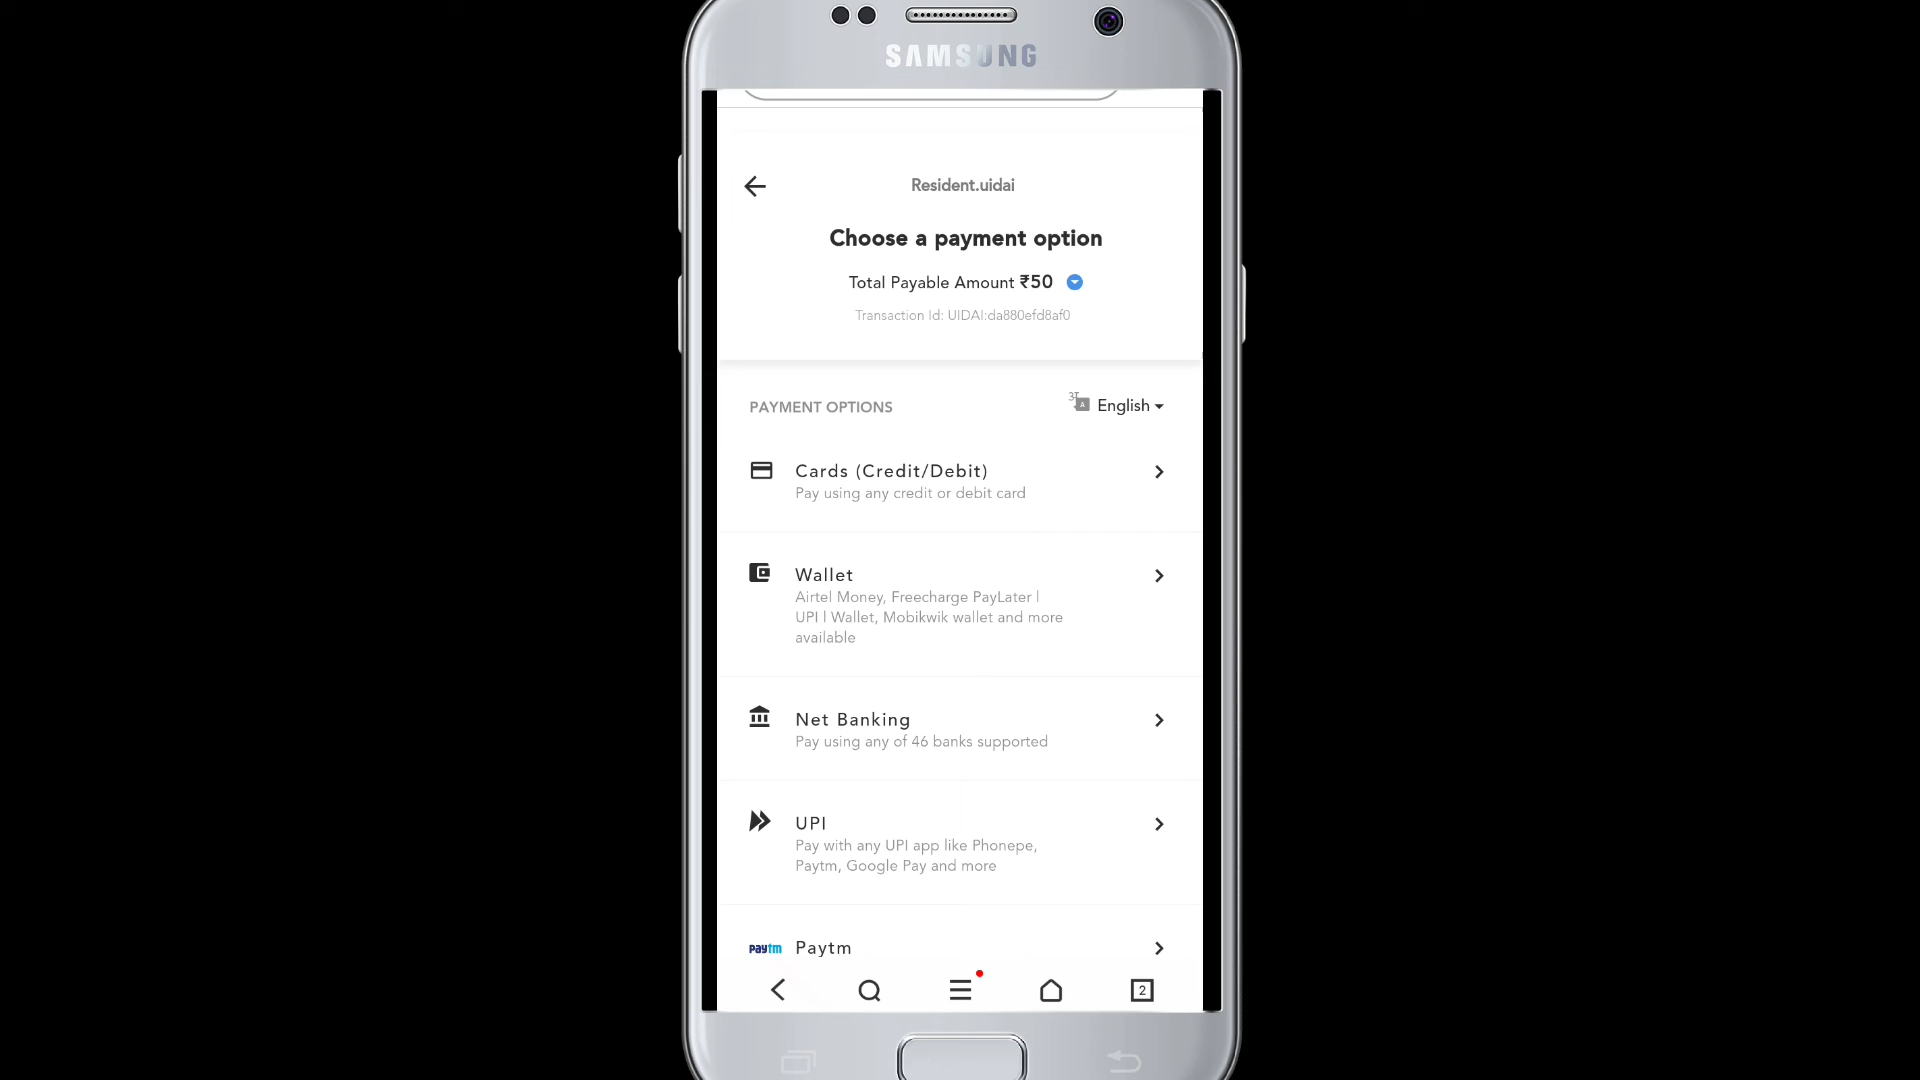 SAMSUNG
Resident.uidai
Choose a payment option
Total Payable Amount ₹50
Transaction Id: UIDAI:da880efd8af0
PAYMENT OPTIONS
English
Cards (Credit/Debit)
Pay using any credit or debit card
Wallet
Airtel Money, Freecharge PayLater |
UPI | Wallet, Mobikwik wallet and more
available
Net Banking
Pay using any of 46 banks supported
UPI
Pay with any UPI app like Phonepe,
Paytm, Google Pay and more
paytm Paytm
2